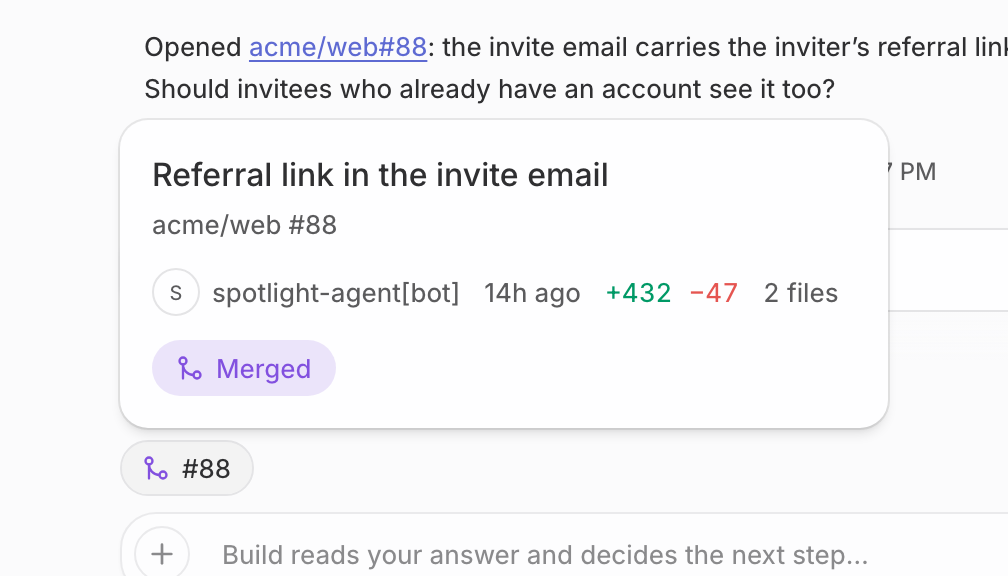 Opened acme/web#88: the invite email carries the inviter’s referral link
Should invitees who already have an account see it too?
Referral link in the invite email
PM
acme/web #88
S spotlight-agent[bot] 14h ago +432 −47 2 files
Merged
#88
Build reads your answer and decides the next step...